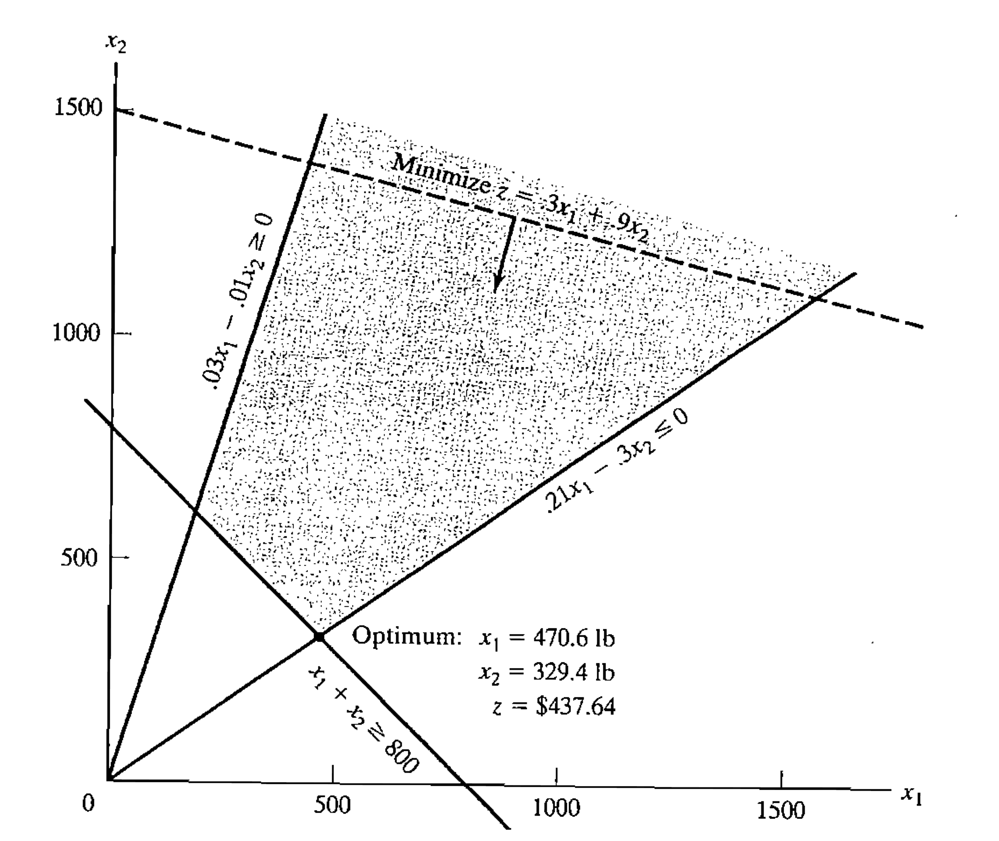 x₂
1500
Minimize z = .3x₁ + .9x₂
.03x₁ − .01x₂ ≥ 0
1000
.21x₁ − .3x₂ ≤ 0
500
Optimum: x₁ = 470.6 lb
x₂ = 329.4 lb
z = $437.64
x₁ + x₂ ≥ 800
0
500
1000
1500
x₁